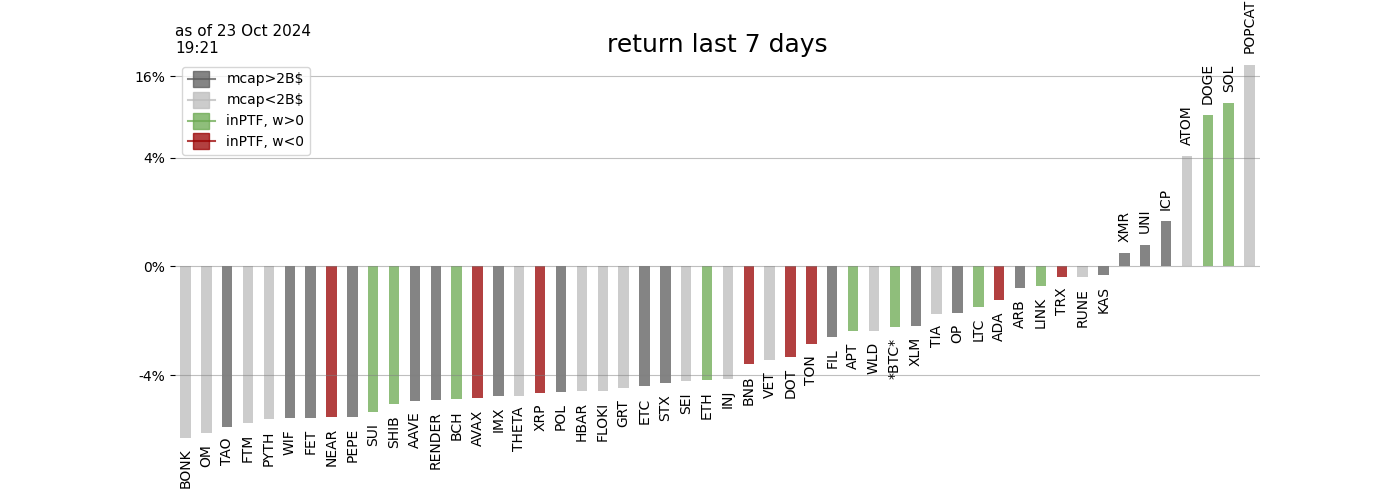 as of 23 Oct 2024
19:21
return last 7 days
mcap>2B$
mcap<2B$
inPTF, w>0
inPTF, w<0
16%
4%
0%
-4%
BONK
OM
TAO
FTM
PYTH
WIF
FET
NEAR
PEPE
SUI
SHIB
AAVE
RENDER
BCH
AVAX
IMX
THETA
XRP
POL
HBAR
FLOKI
GRT
ETC
STX
SEI
ETH
INJ
BNB
VET
DOT
TON
FIL
APT
WLD
*BTC*
XLM
TIA
OP
LTC
ADA
ARB
LINK
TRX
RUNE
KAS
XMR
UNI
ICP
ATOM
DOGE
SOL
POPCAT